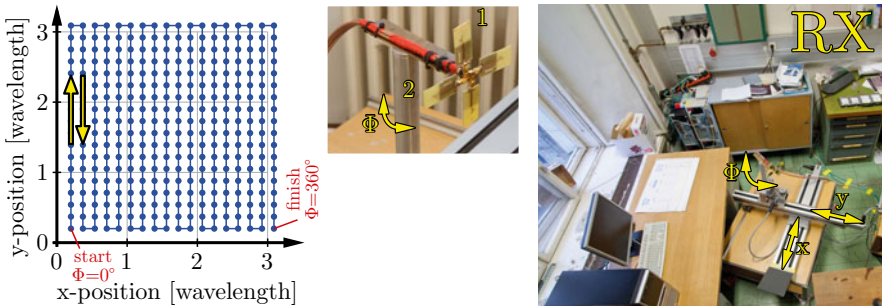 y-position [wavelength]
3
2
1
0
0
1
2
3
x-position [wavelength]
start
Φ=0°
finish
Φ=360°
1
2
Φ
RX
Φ
y
x